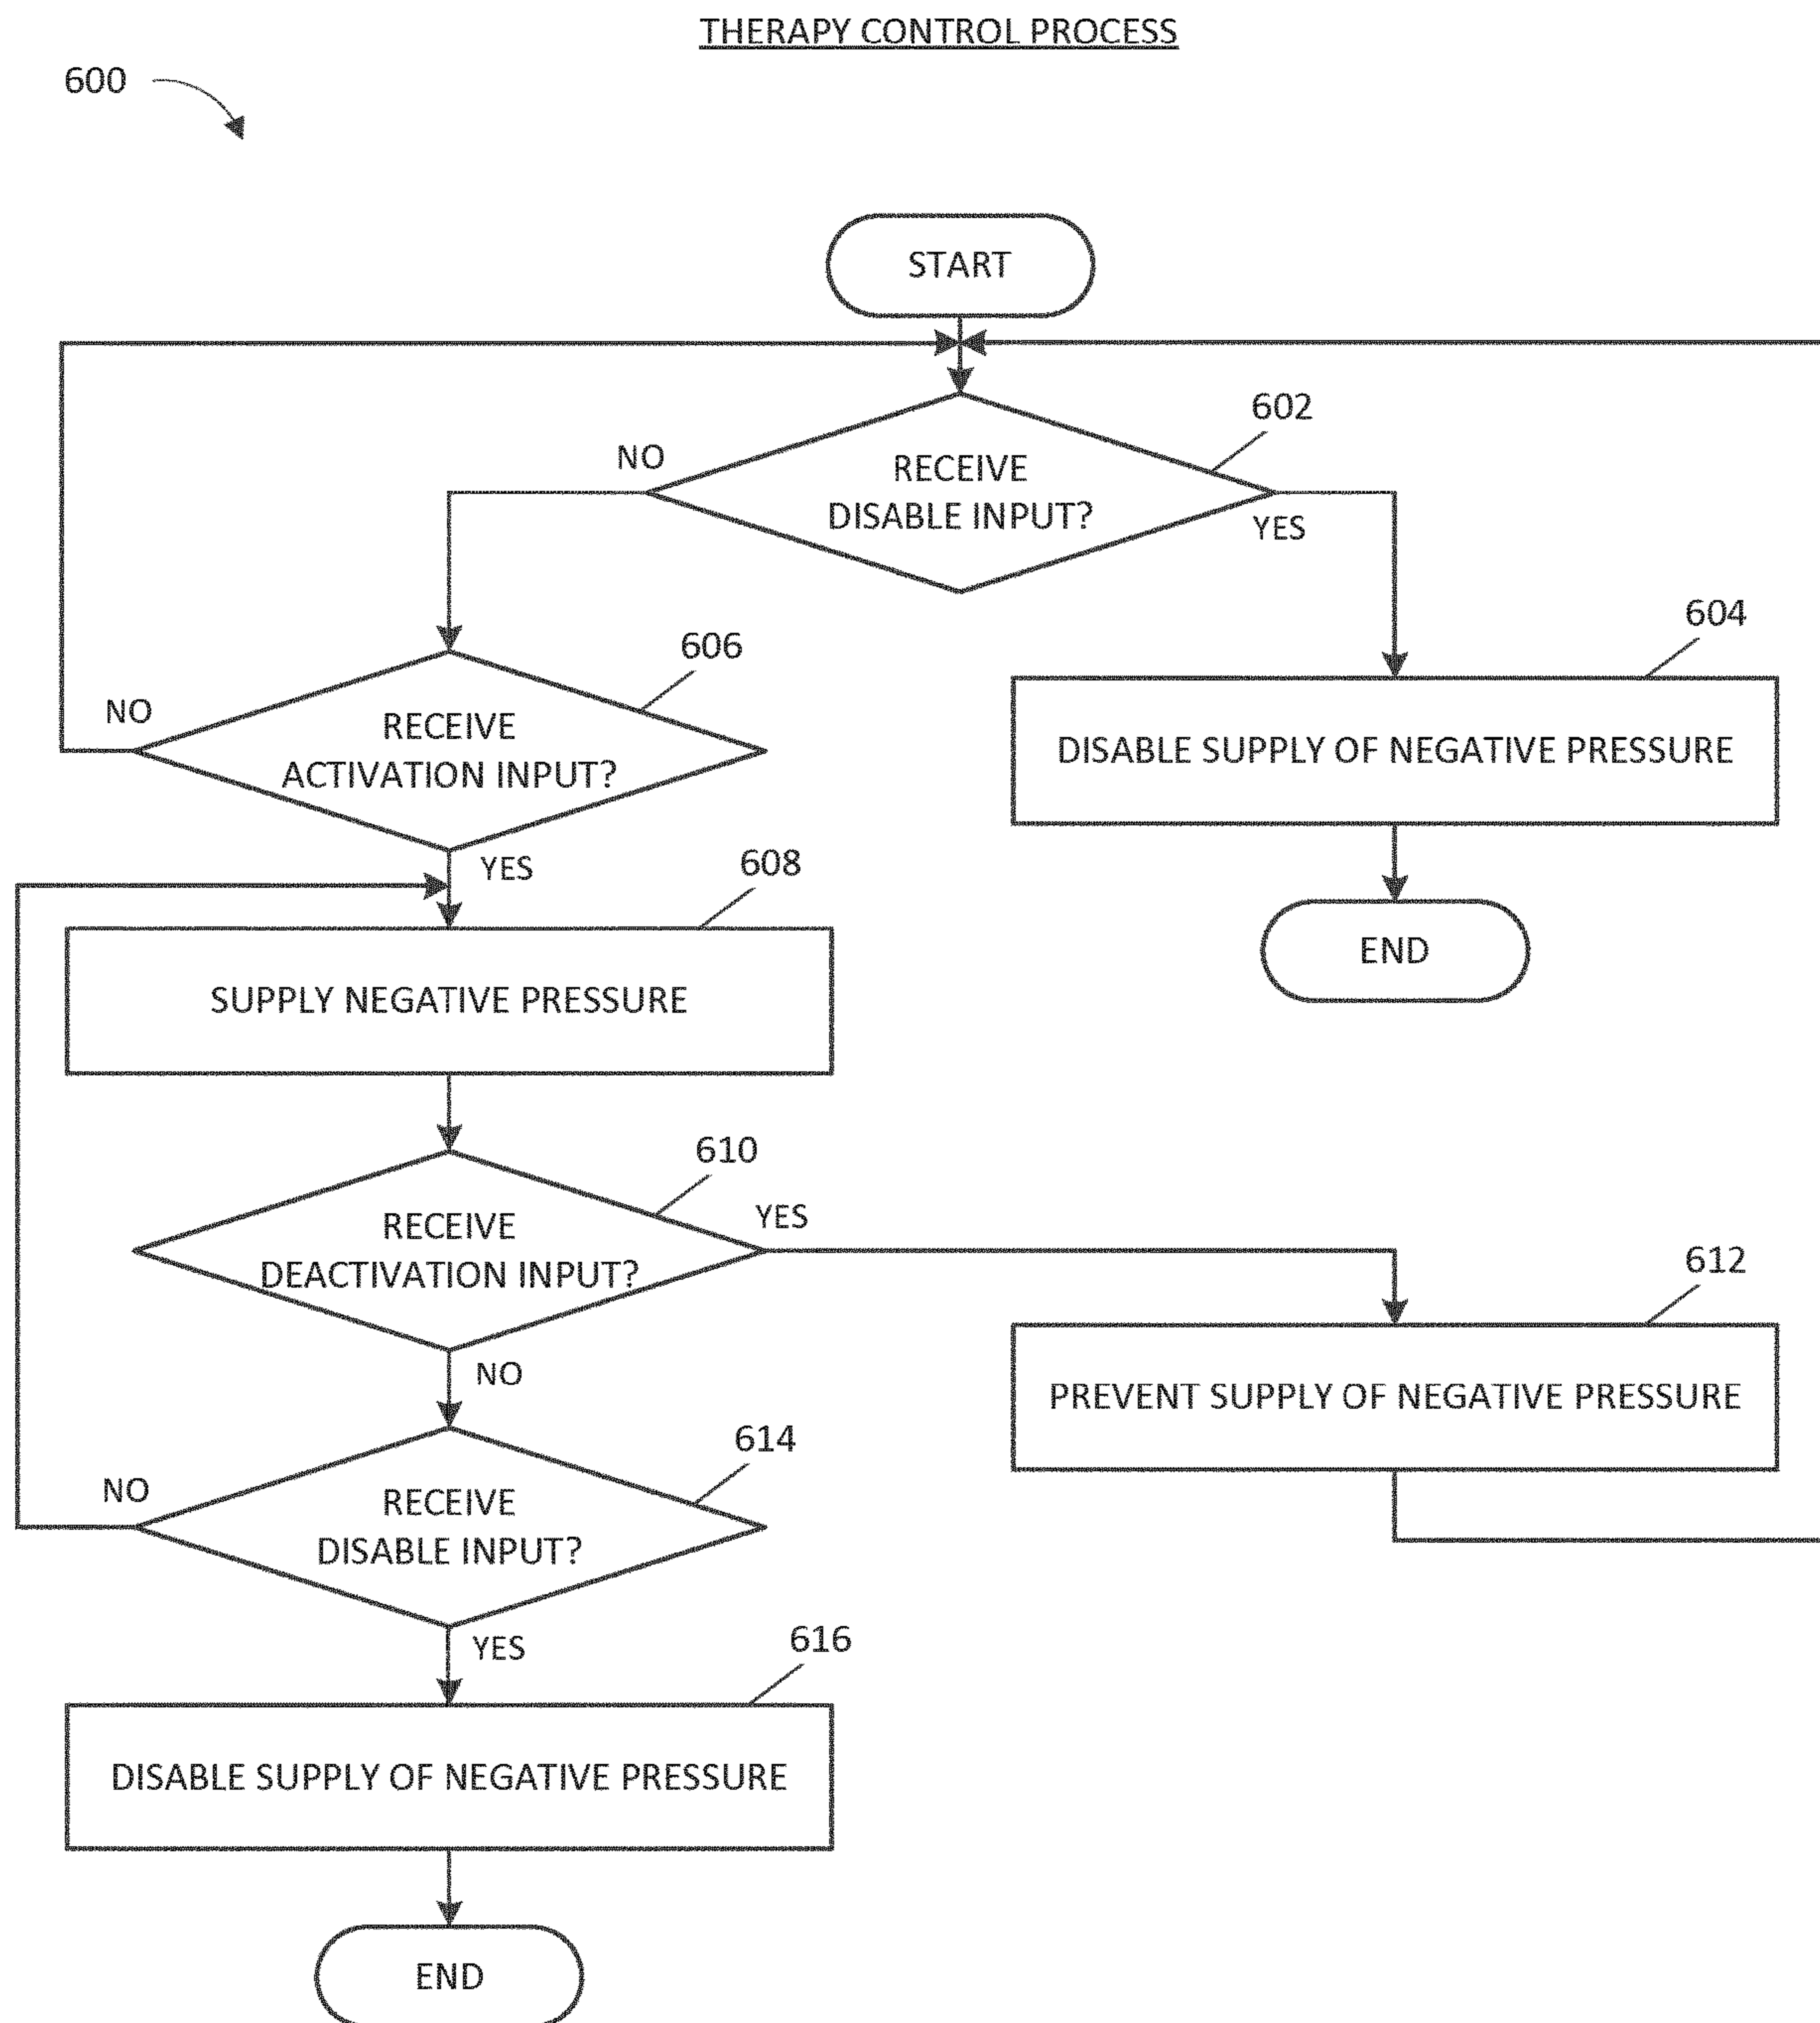 THERAPY CONTROL PROCESS
600
START
602
NO
RECEIVE
DISABLE INPUT?
YES
604
606
DISABLE SUPPLY OF NEGATIVE PRESSURE
NO
RECEIVE
ACTIVATION INPUT?
YES
608
END
SUPPLY NEGATIVE PRESSURE
610
YES
RECEIVE
DEACTIVATION INPUT?
612
NO
PREVENT SUPPLY OF NEGATIVE PRESSURE
614
NO
RECEIVE
DISABLE INPUT?
YES
616
DISABLE SUPPLY OF NEGATIVE PRESSURE
END